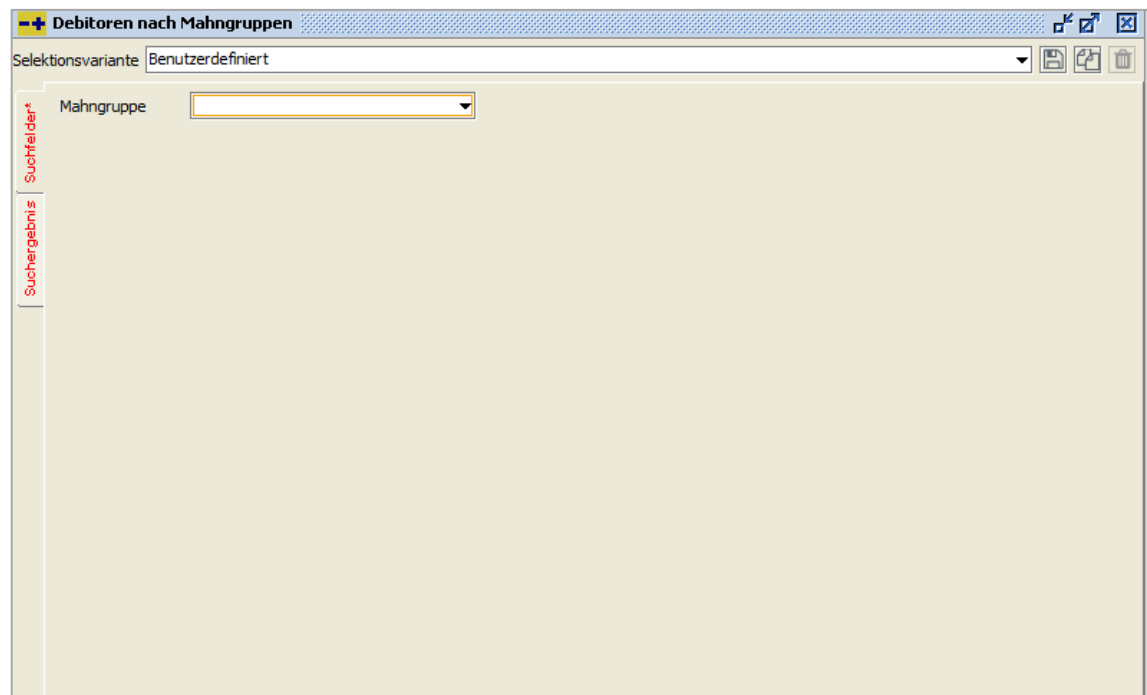 Debitoren nach Mahngruppen
Selektionsvariante Benutzerdefiniert
Mahngruppe
Suchfelder*
Suchergebnis